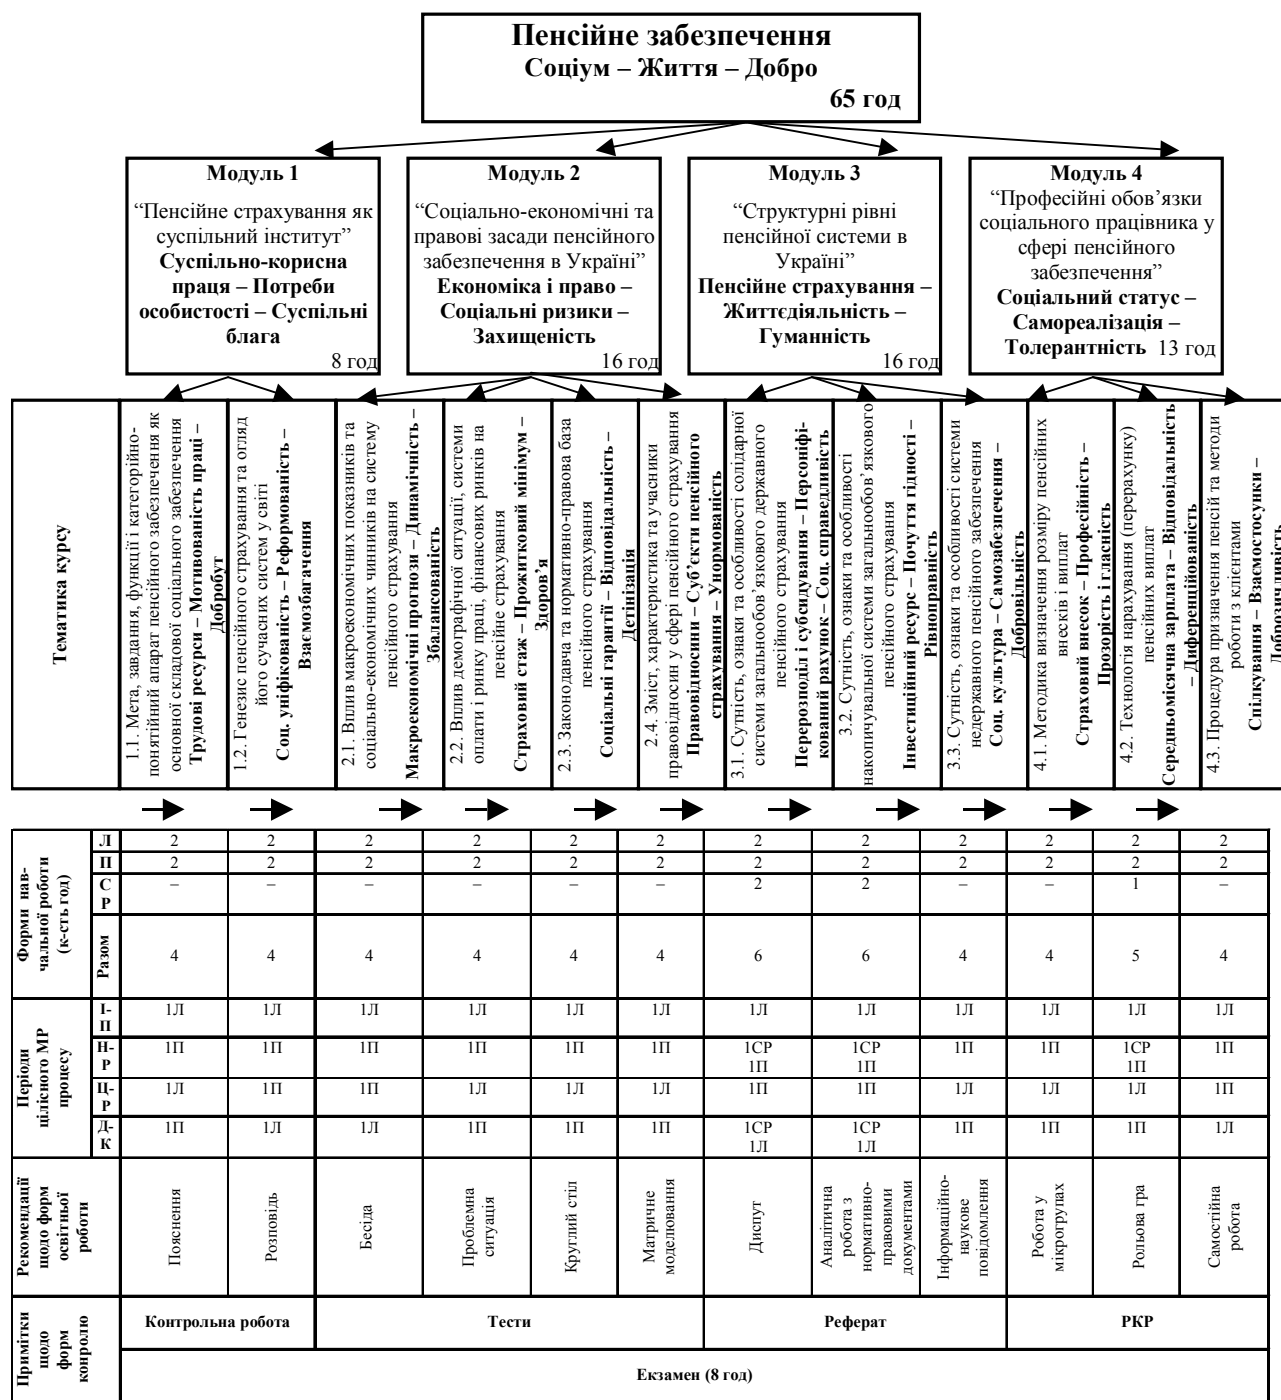 Пенсійне забезпечення
Соціум – Життя – Добро
65 год
Модуль 1
“Пенсійне страхування як
суспільний інститут”
Суспільно-корисна
праця – Потреби
особистості – Суспільні
блага
8 год
Модуль 2
“Соціально-економічні та
правові засади пенсійного
забезпечення в Україні”
Економіка і право –
Соціальні ризики –
Захищеність
16 год
Модуль 3
“Структурні рівні
пенсійної системи в
Україні”
Пенсійне страхування –
Життєдіяльність –
Гуманність
16 год
Модуль 4
“Професійні обов’язки
соціального працівника у
сфері пенсійного
забезпечення”
Соціальний статус –
Самореалізація –
Толерантність 13 год
Тематика курсу
1.1. Мета, завдання, функції і категорійно-
понятійний апарат пенсійного забезпечення як
основної складової соціального забезпечення
Трудові ресурси – Мотивованість праці –
Добробут
1.2. Генезис пенсійного страхування та огляд
його сучасних систем у світі
Соц. уніфікованість – Реформованість –
Взаємозбагачення
2.1. Вплив макроекономічних показників та
соціально-економічних чинників на систему
пенсійного страхування
Макроекономічні прогнози – Динамічність –
Збалансованість
2.2. Вплив демографічної ситуації, системи
оплати і ринку праці, фінансових ринків на
пенсійне страхування
Страховий стаж – Прожитковий мінімум –
Здоров’я
2.3. Законодавча та нормативно-правова база
пенсійного страхування
Соціальні гарантії – Відповідальність –
Детінізація
2.4. Зміст, характеристика та учасники
правовідносин у сфері пенсійного страхування
Правовідносини – Суб’єкти пенсійного
страхування – Унормованість
3.1. Сутність, ознаки та особливості солідарної
системи загальнообов’язкового державного
пенсійного страхування
Перерозподіл і субсидування – Персоніфі-
кований рахунок – Соц. справедливість
3.2. Сутність, ознаки та особливості
накопичувальної системи загальнообов’язкового
пенсійного страхування
Інвестиційний ресурс – Почуття гідності –
Рівноправність
3.3. Сутність, ознаки та особливості системи
недержавного пенсійного забезпечення
Соц. культура – Самозабезпечення –
Добровільність
4.1. Методика визначення розміру пенсійних
внесків і виплат
Страховий внесок – Професійність –
Прозорість і гласність
4.2. Технологія нарахування (перерахунку)
пенсійних виплат
Середньомісячна зарплата – Відповідальність
– Диференційованість
4.3. Процедура призначення пенсій та методи
роботи з клієнтами
Спілкування – Взаємостосунки –
Доброзичливість
Форми нав-
чальної роботи
(к-сть год)
Л 2 2 2 2 2 2 2 2 2 2 2 2
П 2 2 2 2 2 2 2 2 2 2 2 2
С – – – – – – 2 2 – – 1 –
Р
Разом 4 4 4 4 4 4 6 6 4 4 5 4
Періоди
цілісного МР
процесу
І- 1Л 1Л 1Л 1Л 1Л 1Л 1Л 1Л 1Л 1Л 1Л 1Л
П
Н- 1П 1П 1П 1П 1П 1П 1СР 1СР 1П 1П 1СР 1П
Р 1П 1П 1П
Ц- 1Л 1П 1П 1Л 1Л 1Л 1П 1П 1Л 1Л 1Л 1П
Р
Д- 1П 1Л 1Л 1П 1П 1П 1СР 1СР 1П 1П 1П 1Л
К 1Л 1Л
Рекомендації
щодо форм
освітньої
роботи
Пояснення
Розповідь
Бесіда
Проблемна
ситуація
Круглий стіл
Матричне
моделювання
Диспут
Аналітична
робота з
нормативно-
правовими
документами
Інформаційно-
наукове
повідомлення
Робота у
мікрогрупах
Рольова гра
Самостійна
робота
Примітки
щодо
форм
конролю
Контрольна робота Тести Реферат РКР
Екзамен (8 год)